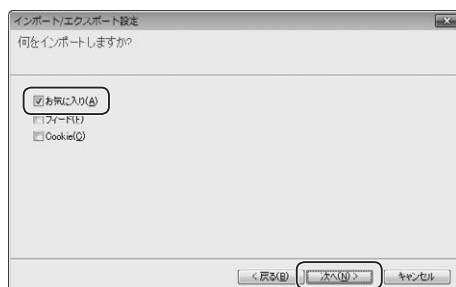 インポート/エクスポート設定
何をインポートしますか?
お気に入り(A)
フィード(F)
Cookie(O)
< 戻る(B) 次へ(N) > キャンセル